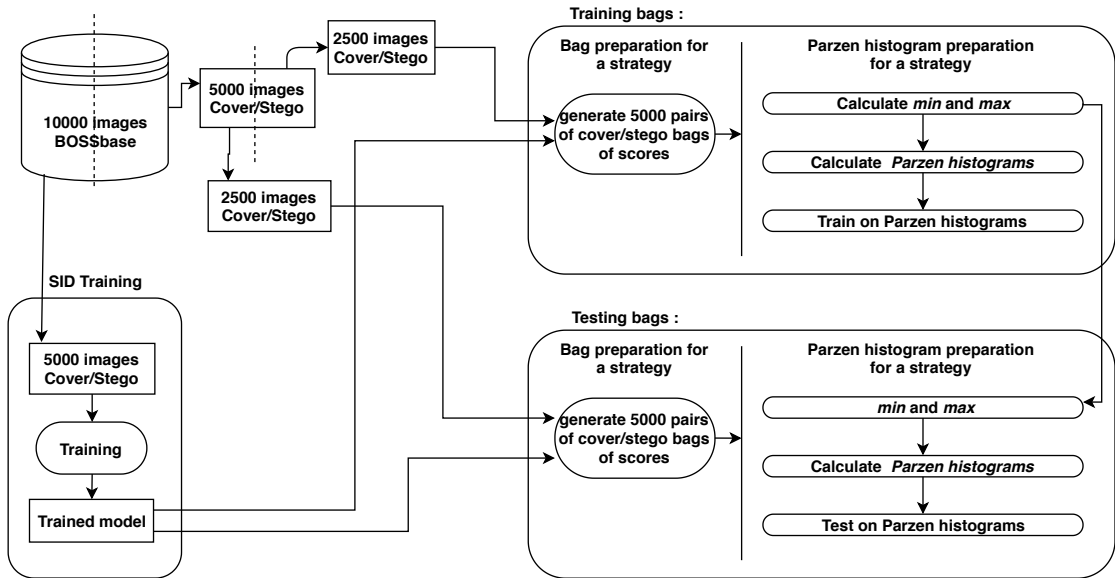 10000 images
BOSSbase
5000 images
Cover/Stego
2500 images
Cover/Stego
2500 images
Cover/Stego
SID Training
5000 images
Cover/Stego
Training
Trained model
Training bags :
Bag preparation for
a strategy
generate 5000 pairs
of cover/stego bags
of scores
Parzen histogram preparation
for a strategy
Calculate min and max
Calculate Parzen histograms
Train on Parzen histograms
Testing bags :
Bag preparation for
a strategy
generate 5000 pairs
of cover/stego bags
of scores
Parzen histogram preparation
for a strategy
min and max
Calculate Parzen histograms
Test on Parzen histograms